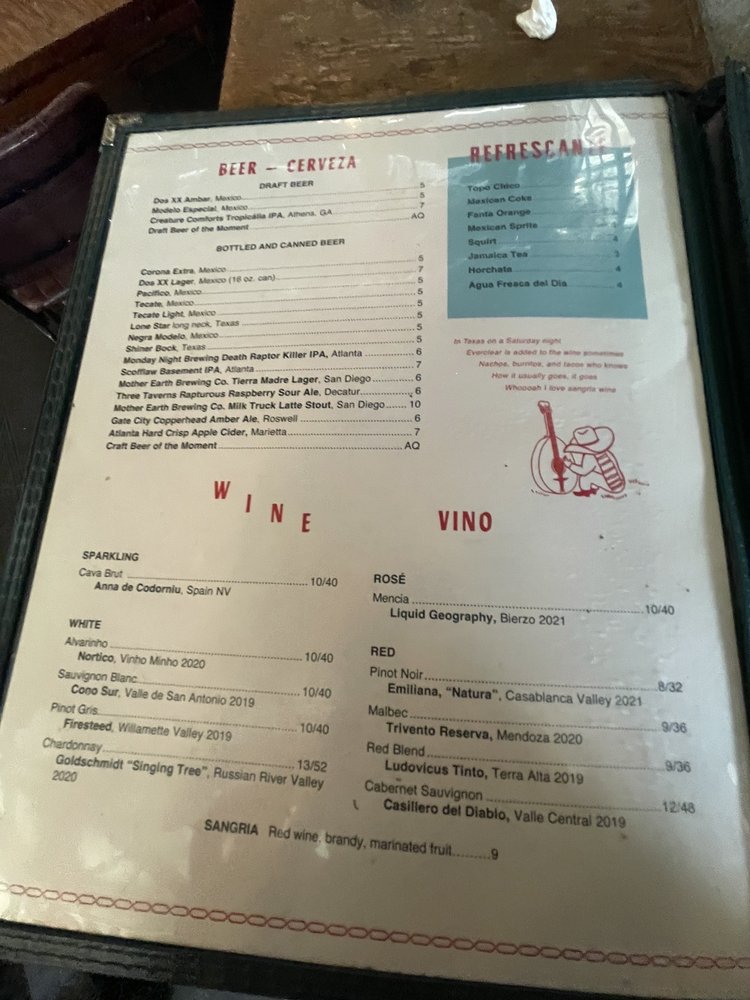 BEER – CERVEZA
DRAFT BEER
Dos XX Ambar, Mexico 5
Modelo Especial, Mexico 5
Creature Comforts Tropicália IPA, Athens, GA 7
Draft Beer of the Moment AQ
BOTTLED AND CANNED BEER
Corona Extra, Mexico 5
Dos XX Lager, Mexico (16 oz. can) 7
Pacifico, Mexico 5
Tecate, Mexico 5
Tecate Light, Mexico 5
Lone Star long neck, Texas 5
Negra Modelo, Mexico 5
Shiner Bock, Texas 5
Monday Night Brewing Death Raptor Killer IPA, Atlanta 6
Scofflaw Basement IPA, Atlanta 7
Mother Earth Brewing Co. Tierra Madre Lager, San Diego 6
Three Taverns Rapturous Raspberry Sour Ale, Decatur 6
Mother Earth Brewing Co. Milk Truck Latte Stout, San Diego 10
Gate City Copperhead Amber Ale, Roswell 6
Atlanta Hard Crisp Apple Cider, Marietta 7
Craft Beer of the Moment AQ
REFRESCANTE
Topo Chico
Mexican Coke
Fanta Orange
Mexican Sprite
Squirt 4
Jamaica Tea 3
Horchata 4
Agua Fresca del Dia 4
In Texas on a Saturday night
Everclear is added to the wine sometimes
Nachos, burritos, and tacos who knows
How it usually goes, it goes
Whoooah I love sangria wine
WINE VINO
SPARKLING
Cava Brut 10/40
Anna de Codorniu, Spain NV
WHITE
Alvarinho 10/40
Nortico, Vinho Minho 2020
Sauvignon Blanc 10/40
Cono Sur, Valle de San Antonio 2019
Pinot Gris 10/40
Firesteed, Willamette Valley 2019
Chardonnay 13/52
Goldschmidt "Singing Tree", Russian River Valley
2020
ROSÉ
Mencia 10/40
Liquid Geography, Bierzo 2021
RED
Pinot Noir 8/32
Emiliana, "Natura", Casablanca Valley 2021
Malbec 9/36
Trivento Reserva, Mendoza 2020
Red Blend 9/36
Ludovicus Tinto, Terra Alta 2019
Cabernet Sauvignon 12/48
Casillero del Diablo, Valle Central 2019
SANGRIA Red wine, brandy, marinated fruit 9